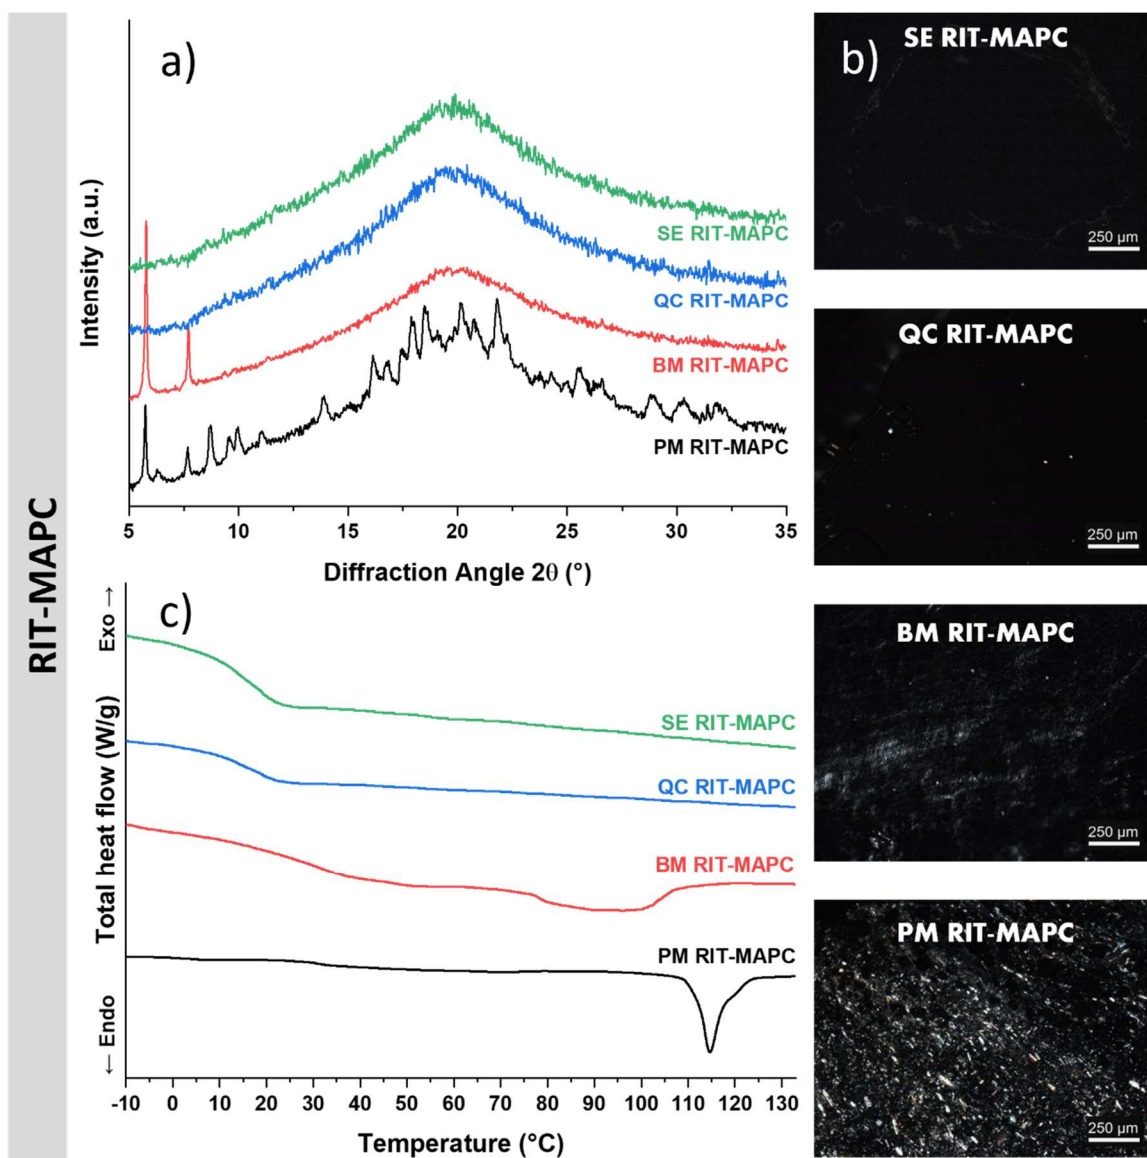 RIT-MAPC
a)
Intensity (a.u.)
SE RIT-MAPC
QC RIT-MAPC
BM RIT-MAPC
PM RIT-MAPC
5 10 15 20 25 30 35
Diffraction Angle 2θ (°)
b)
SE RIT-MAPC
250 μm
QC RIT-MAPC
250 μm
BM RIT-MAPC
250 μm
PM RIT-MAPC
250 μm
c)
← Endo
Exo →
Total heat flow (W/g)
SE RIT-MAPC
QC RIT-MAPC
BM RIT-MAPC
PM RIT-MAPC
-10 0 10 20 30 40 50 60 70 80 90 100 110 120 130
Temperature (°C)